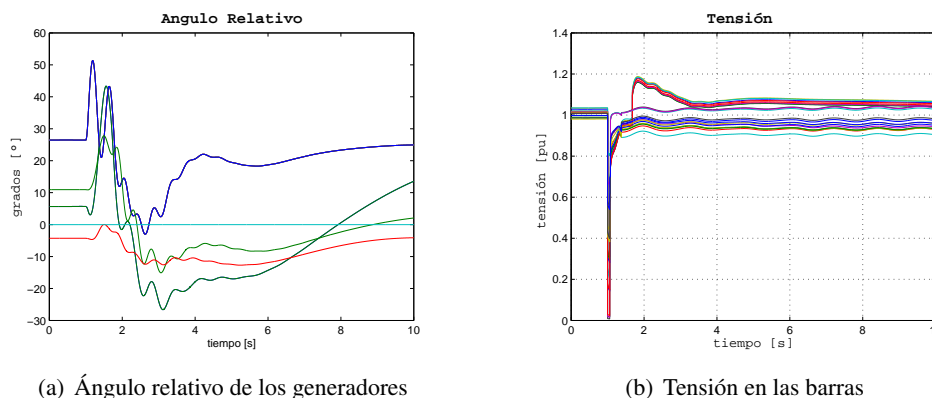 Angulo Relativo
60
50
40
30
20
10
0
−10
−20
−30
grados [º]
0 2 4 6 8 10
tiempo [s]
(a) Ángulo relativo de los generadores
Tensión
1.4
1.2
1
0.8
0.6
0.4
0.2
0
tensión [pu]
0 2 4 6 8 1
tiempo [s]
(b) Tensión en las barras